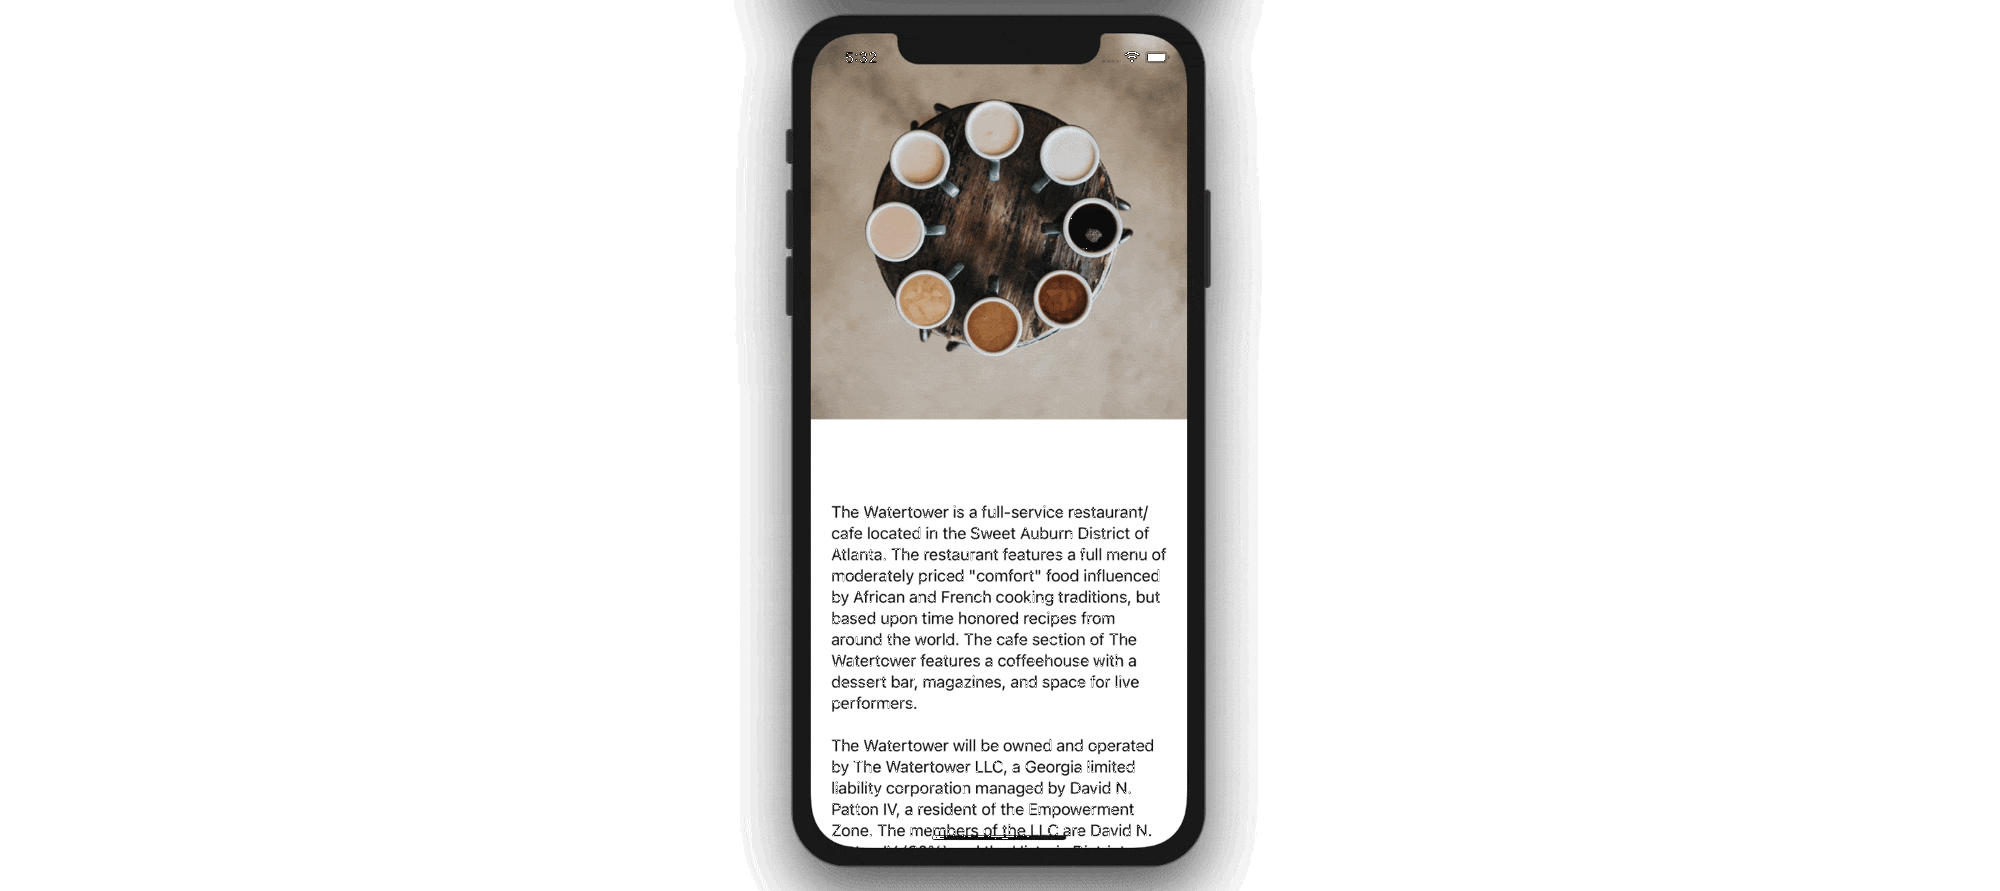 5:32
The Watertower is a full-service restaurant/
cafe located in the Sweet Auburn District of
Atlanta. The restaurant features a full menu of
moderately priced "comfort" food influenced
by African and French cooking traditions, but
based upon time honored recipes from
around the world. The cafe section of The
Watertower features a coffeehouse with a
dessert bar, magazines, and space for live
performers.
The Watertower will be owned and operated
by The Watertower LLC, a Georgia limited
liability corporation managed by David N.
Patton IV, a resident of the Empowerment
Zone. The members of the LLC are David N.